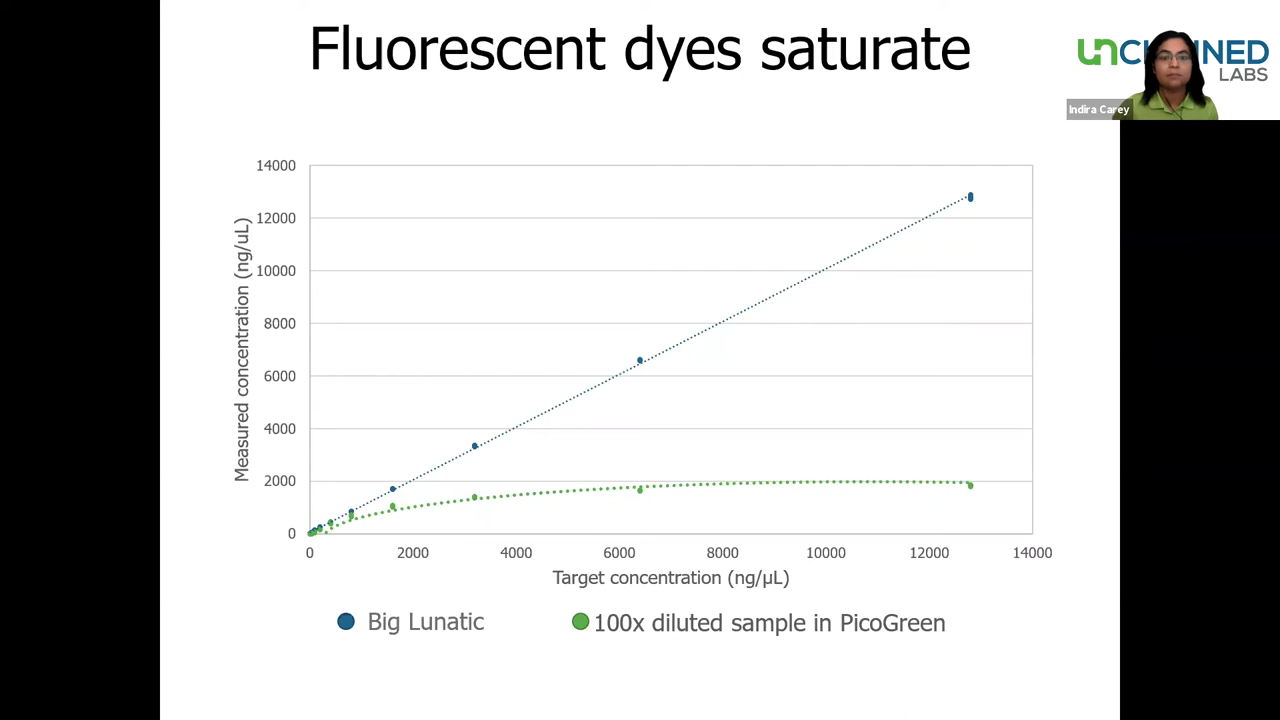 Fluorescent dyes saturate
UNCHAINED
LABS
Indira Carey
14000
12000
10000
8000
6000
4000
2000
0
Measured concentration (ng/uL)
0 2000 4000 6000 8000 10000 12000 14000
Target concentration (ng/µL)
Big Lunatic 100x diluted sample in PicoGreen